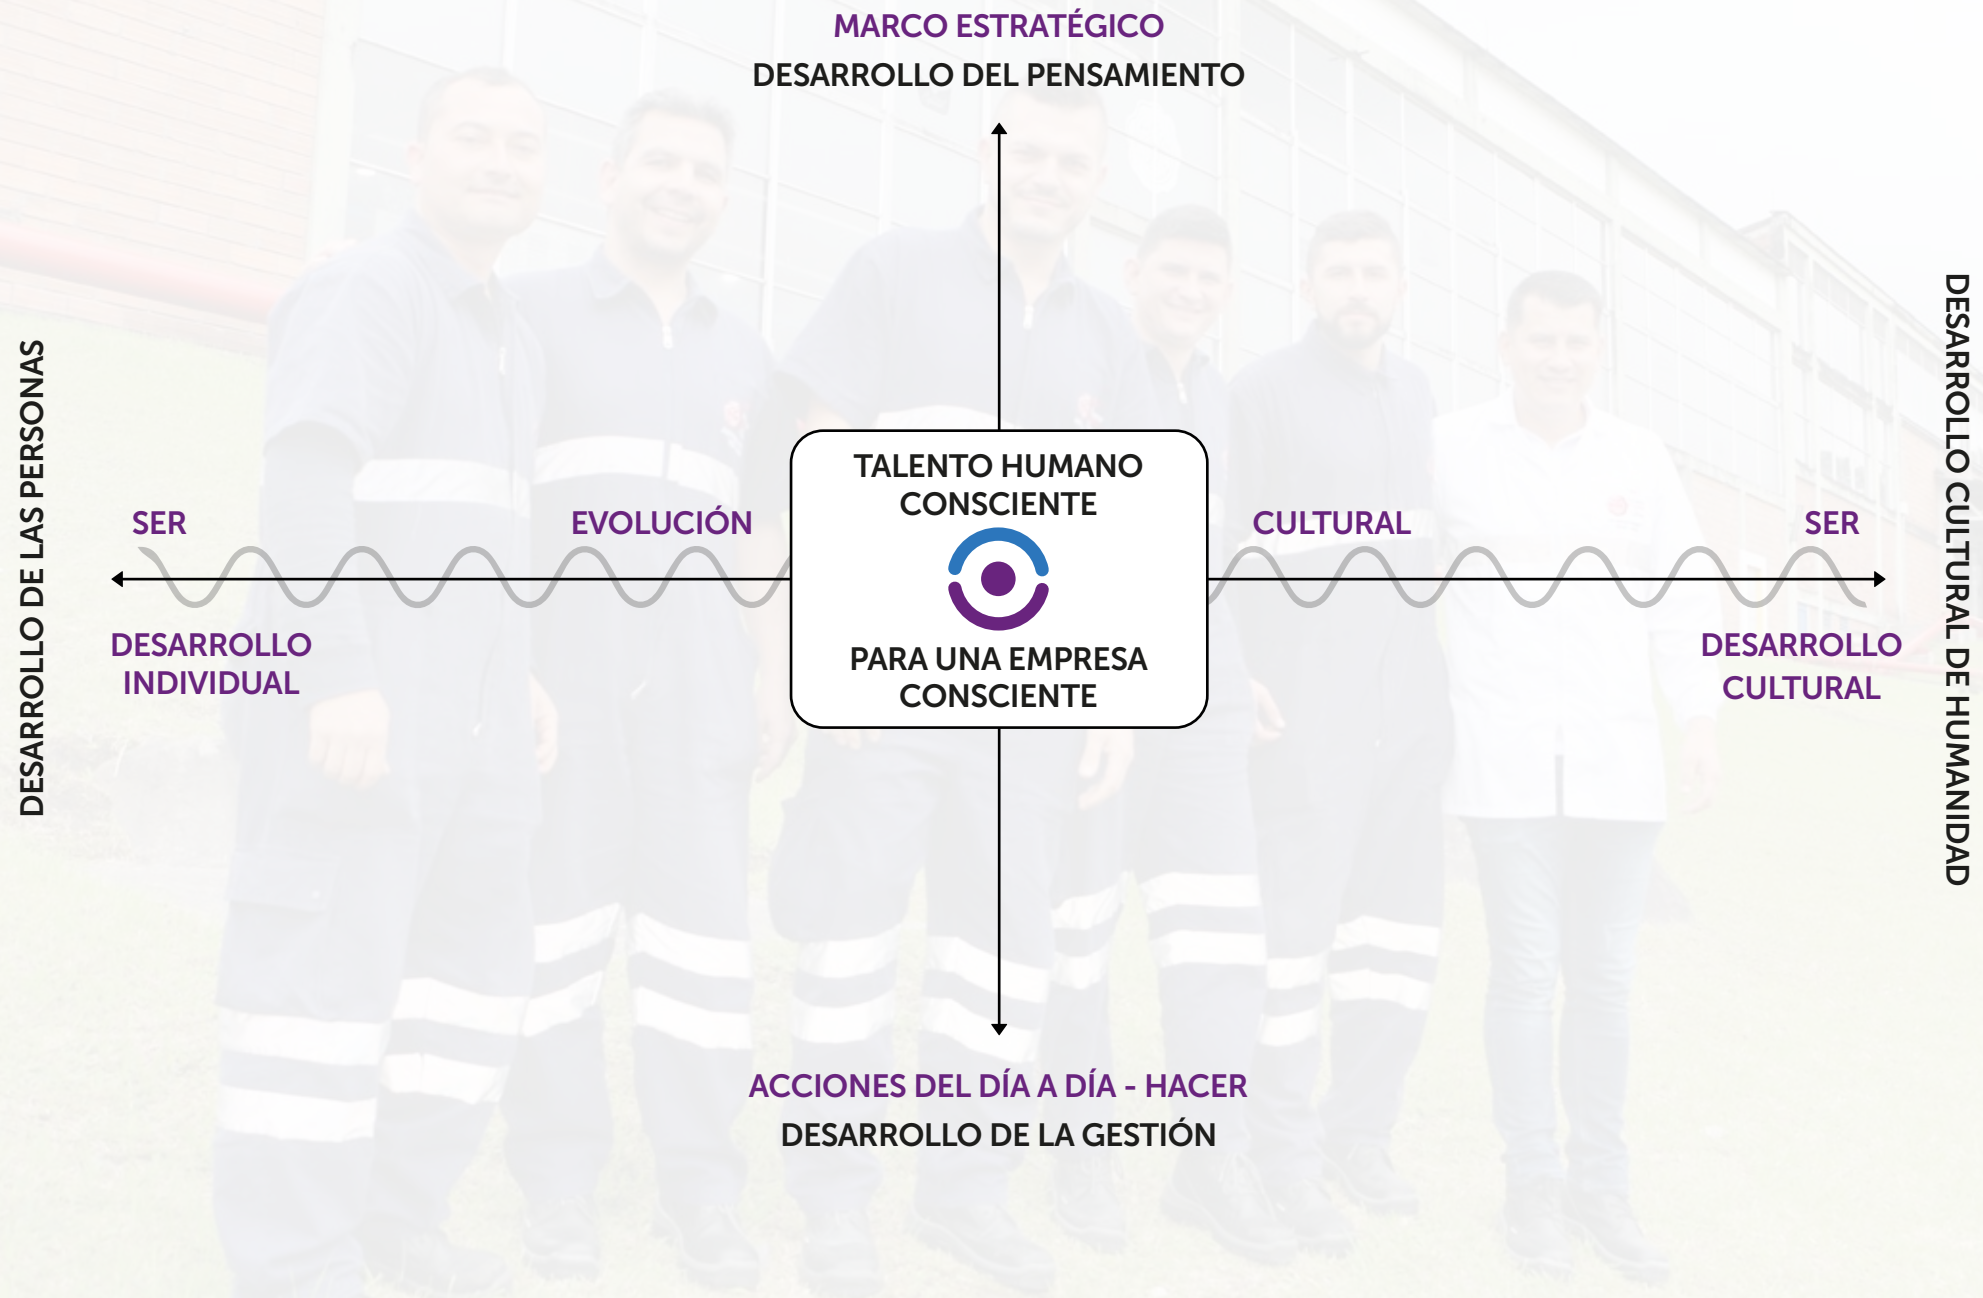 MARCO ESTRATÉGICO
DESARROLLO DEL PENSAMIENTO
DESARROLLO DE LAS PERSONAS
SER
EVOLUCIÓN
DESARROLLO
INDIVIDUAL
TALENTO HUMANO
CONSCIENTE
PARA UNA EMPRESA
CONSCIENTE
CULTURAL
SER
DESARROLLO
CULTURAL
DESARROLLO CULTURAL DE HUMANIDAD
ACCIONES DEL DÍA A DÍA - HACER
DESARROLLO DE LA GESTIÓN